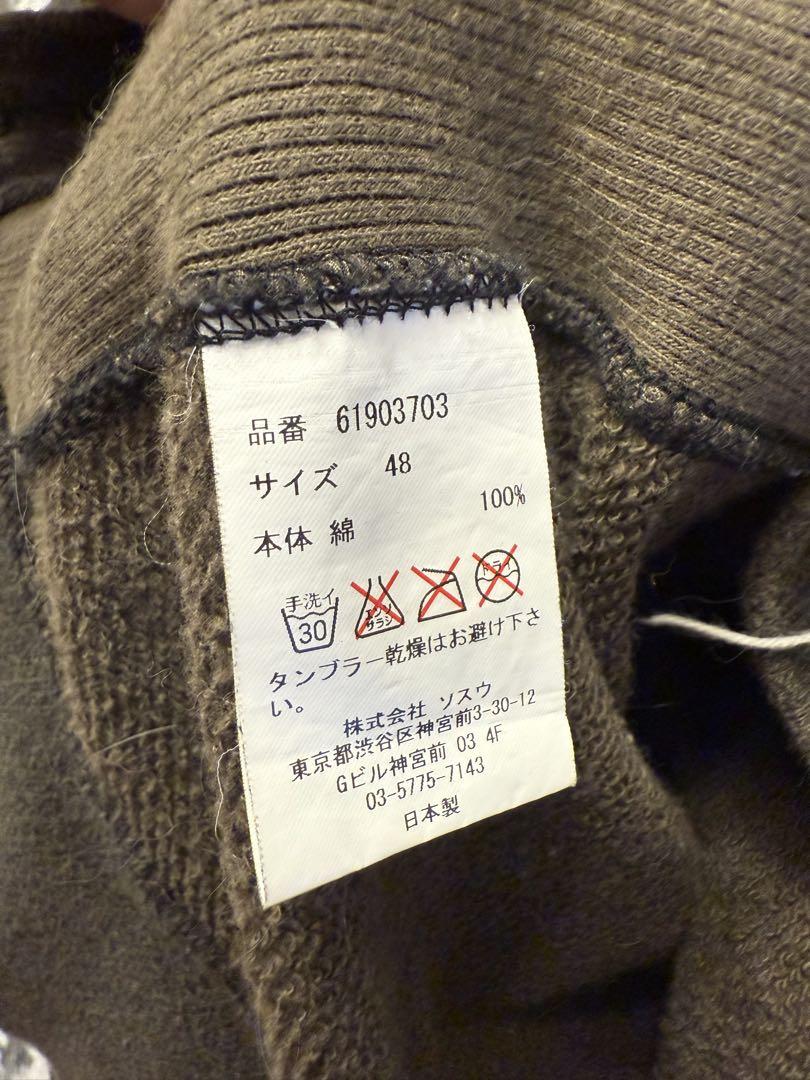 品番 61903703
サイズ 48
本体 綿 100%
手洗イ 30 エンソサラシ ドライ
タンブラー乾燥はお避け下さ
い。
株式会社 ソスウ
東京都渋谷区神宮前3-30-12
Gビル神宮前 03 4F
03-5775-7143
日本製